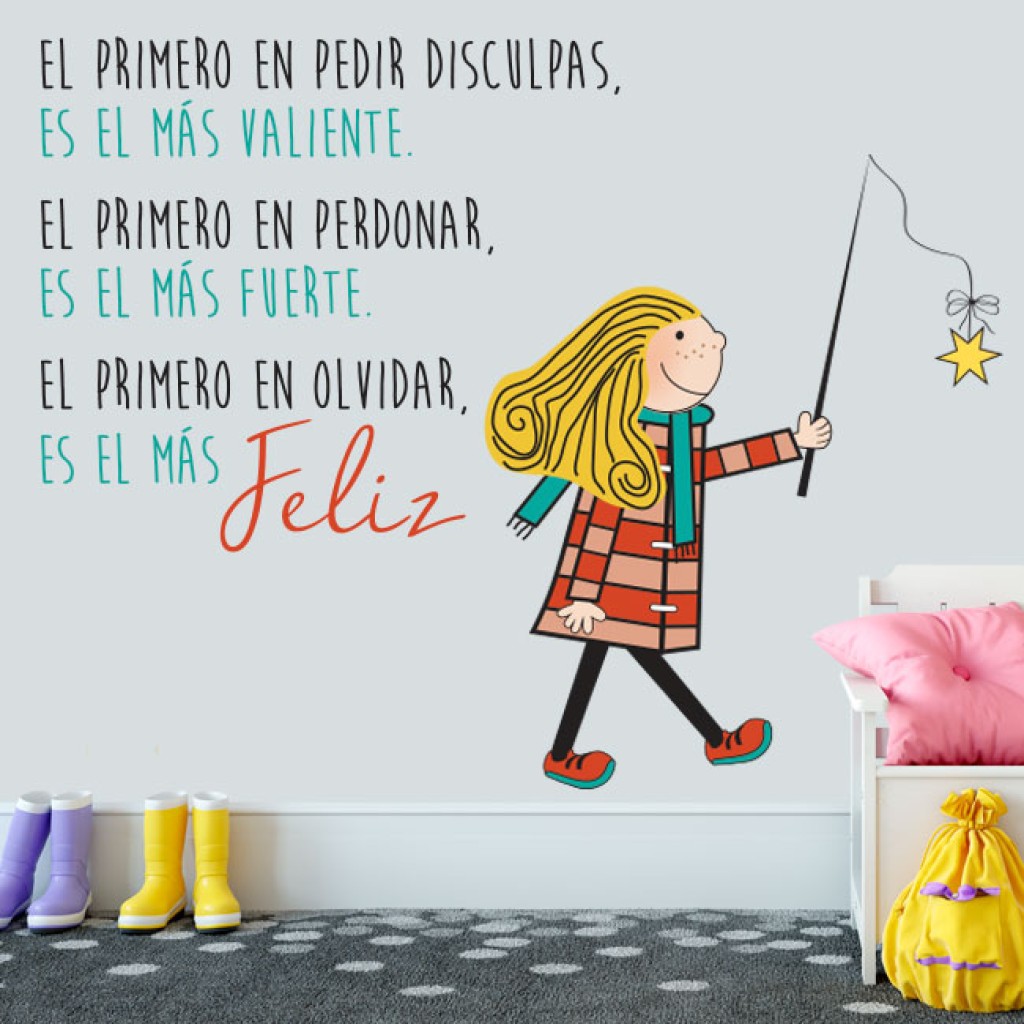 EL PRIMERO EN PEDIR DISCULPAS,
ES EL MÁS VALIENTE.
EL PRIMERO EN PERDONAR,
ES EL MÁS FUERTE.
EL PRIMERO EN OLVIDAR,
ES EL MÁS Feliz